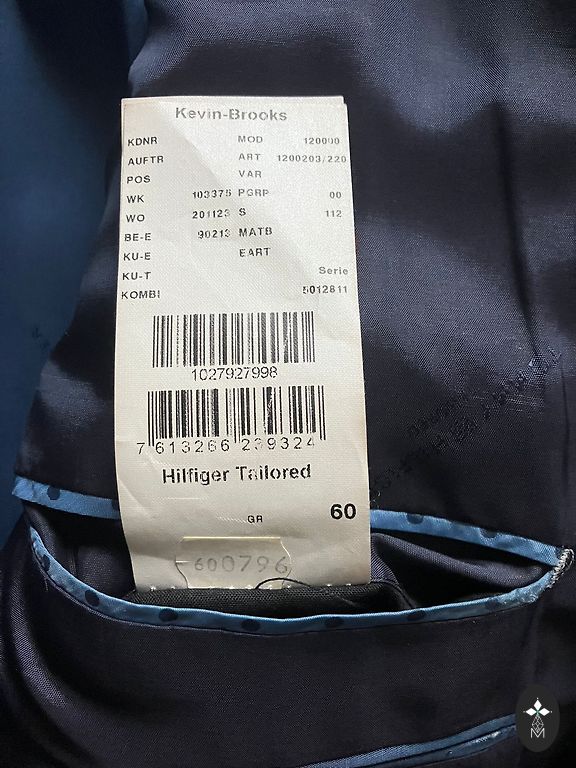 Kevin-Brooks
KDNR MOD 120000
AUFTR ART 1200203/220
POS VAR
WK 103375 PGRP 00
WO 201123 S 112
BE-E 90213 MATB
KU-E EART
KU-T Serie
KOMBI 5012811
1027927998
7 613266 239324
Hilfiger Tailored
GR 60
600796
M